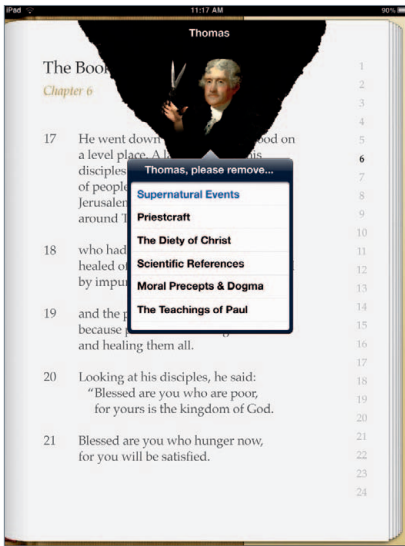 iPad 11:17 AM 90%
Thomas
The Book
Chapter 6
17 He went down on
a level place. A his
disciples
of people
around
Thomas, please remove...
Supernatural Events
Priestcraft
The Diety of Christ
Scientific References
Moral Precepts & Dogma
The Teachings of Paul
18 who had
healed of
by
19 and the
because
and healing them all.
20 Looking at his disciples, he said:
“Blessed are you who are poor,
for yours is the kingdom of God.
21 Blessed are you who hunger now,
for you will be satisfied.
1
2
3
4
5
6
7
8
9
10
11
12
13
14
15
16
17
18
19
20
21
22
23
24